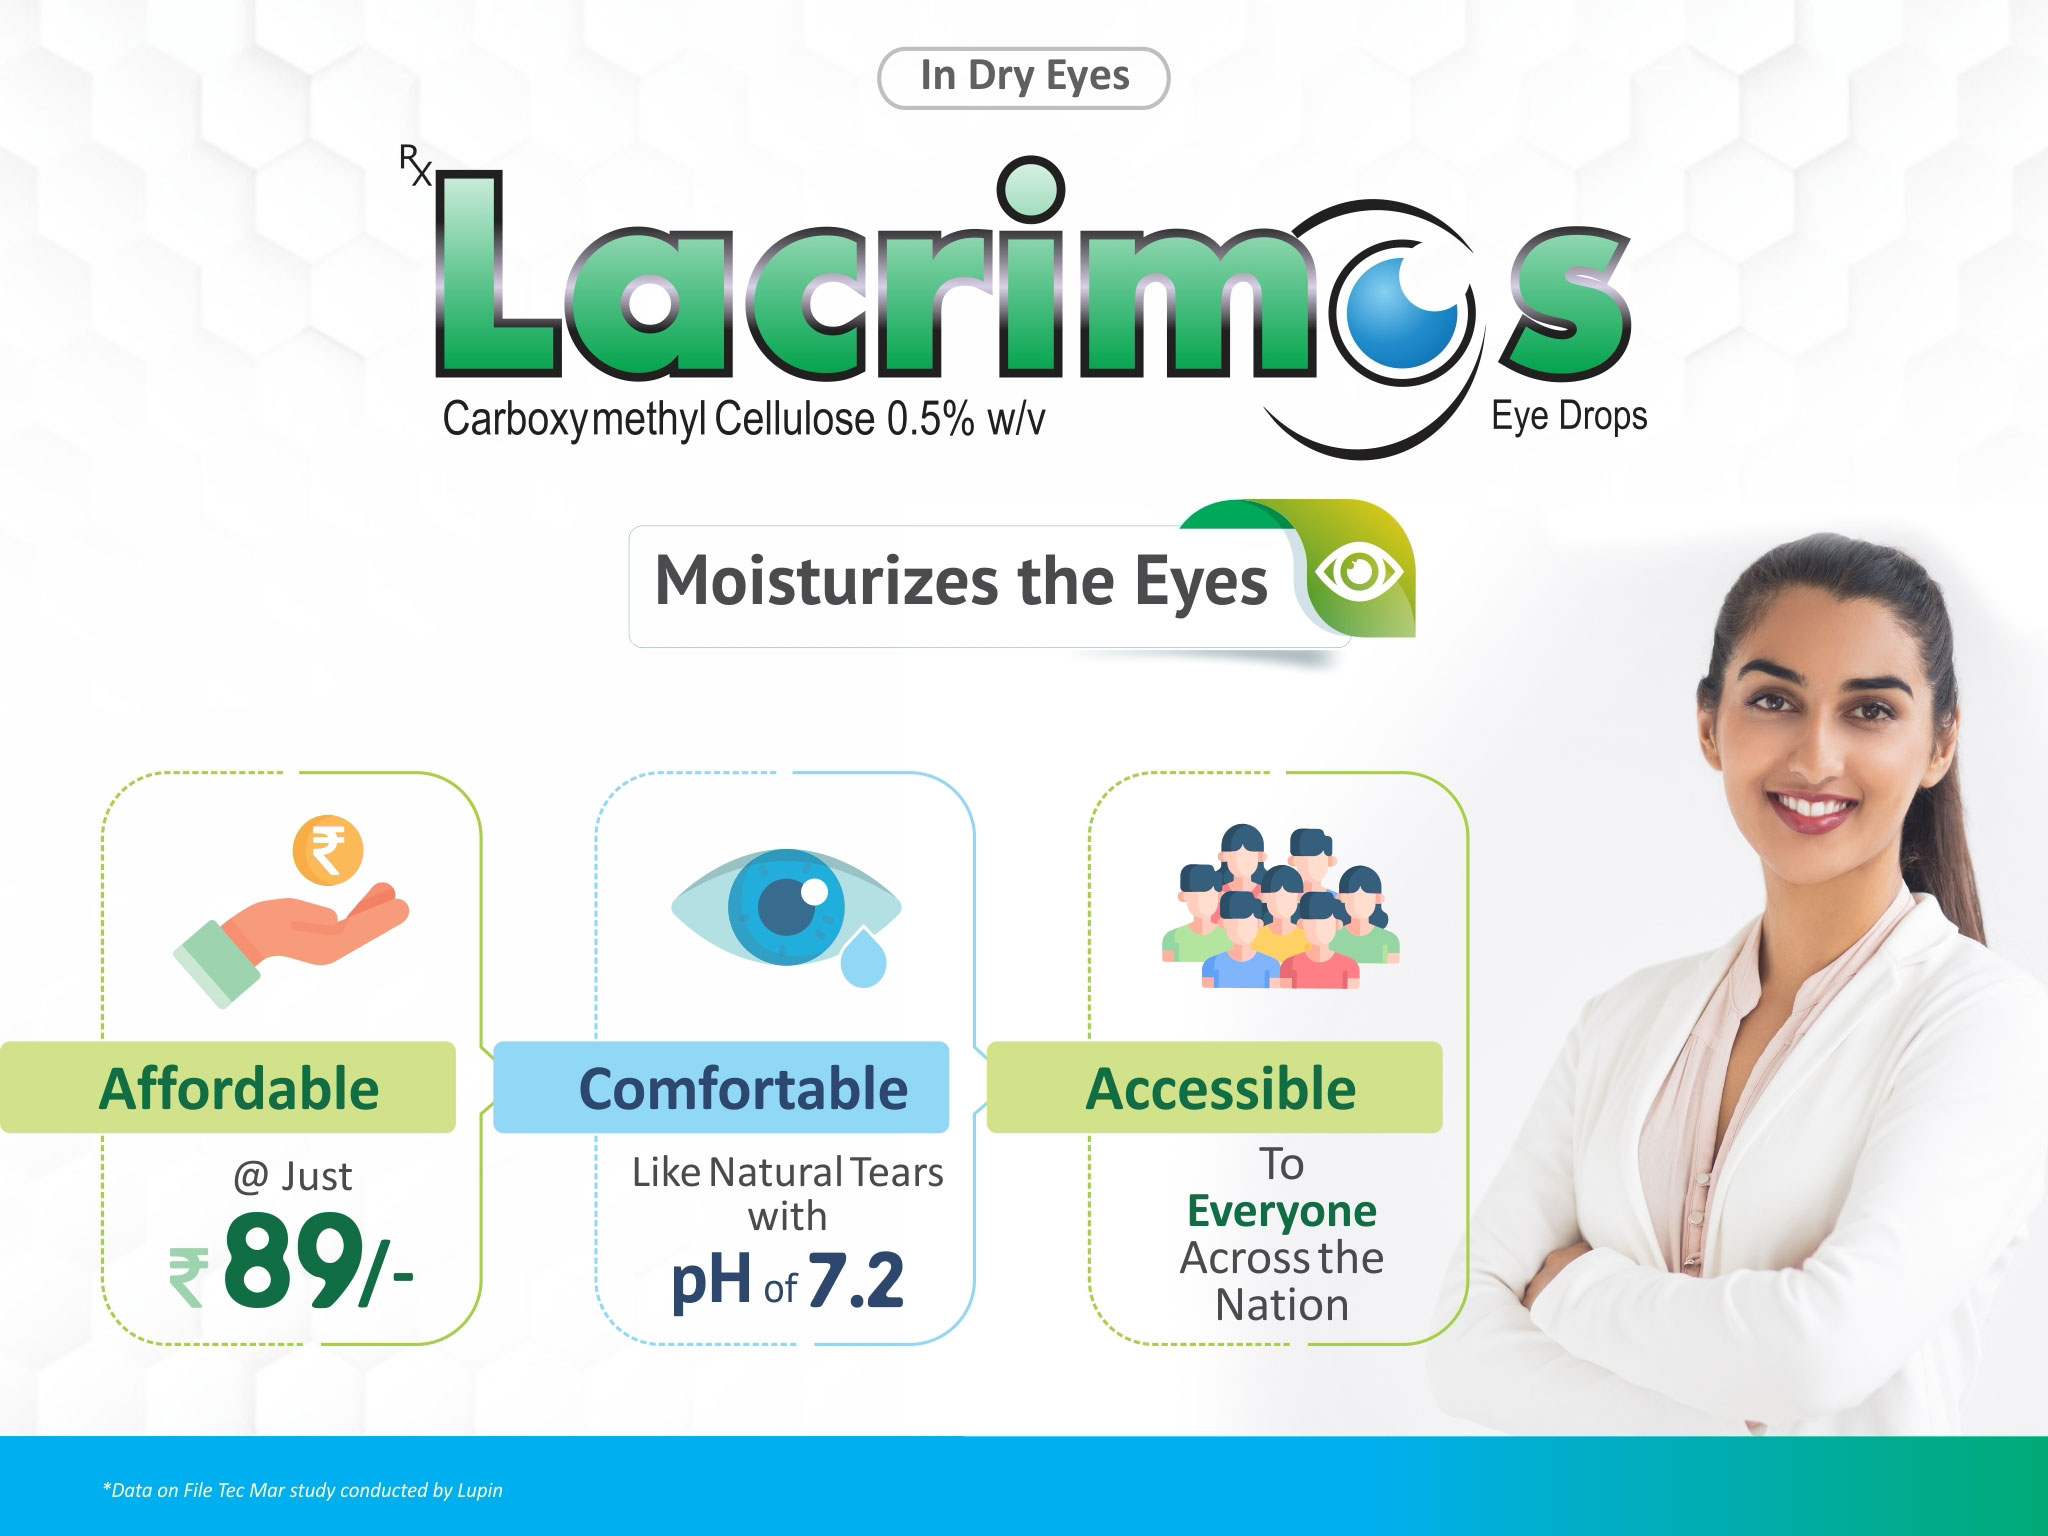 In Dry Eyes
Rx Lacrimos
Carboxymethyl Cellulose 0.5% w/v
Eye Drops
Moisturizes the Eyes
₹
Affordable
@ Just
₹ 89/-
Comfortable
Like Natural Tears
with
pH of 7.2
Accessible
To
Everyone
Across the
Nation
*Data on File Tec Mar study conducted by Lupin